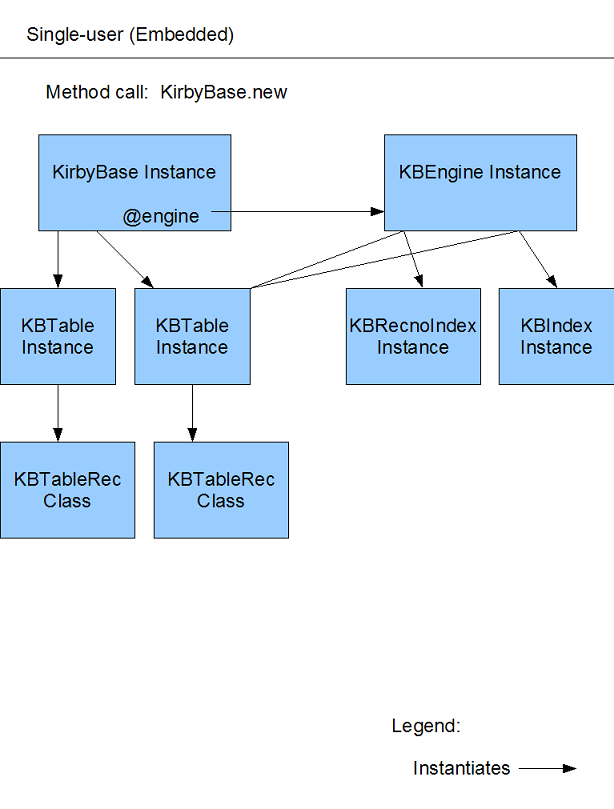 Single-user (Embedded)
Method call:  KirbyBase.new
KirbyBase Instance
@engine
KBEngine Instance
KBTable
Instance
KBTable
Instance
KBRecnoIndex
Instance
KBIndex
Instance
KBTableRec
Class
KBTableRec
Class
Legend:
Instantiates